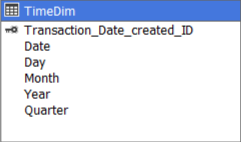 TimeDim
Transaction_Date_created_ID
Date
Day
Month
Year
Quarter